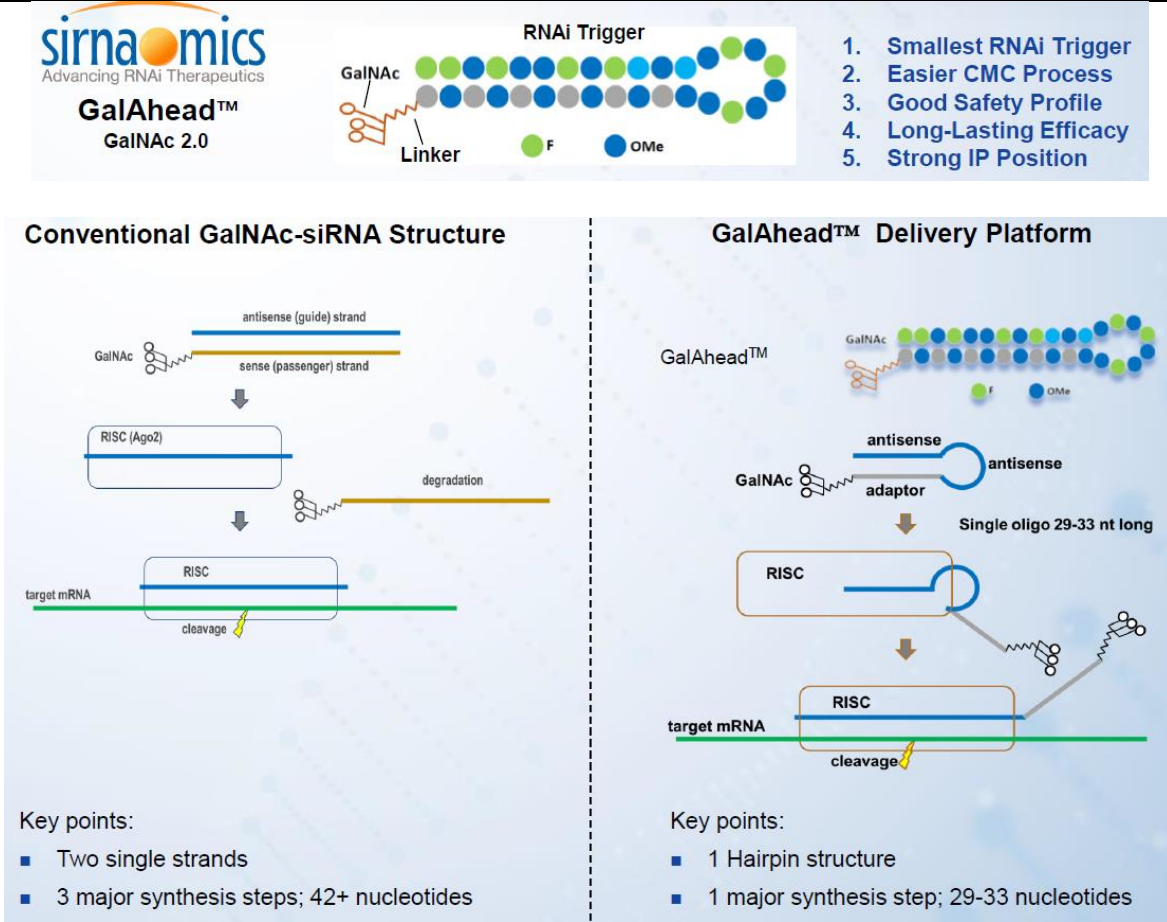 sirnaomics
Advancing RNAi Therapeutics
GalAhead™
GalNAc 2.0
RNAi Trigger
GalNAc
Linker
F
OMe
1. Smallest RNAi Trigger
2. Easier CMC Process
3. Good Safety Profile
4. Long-Lasting Efficacy
5. Strong IP Position
Conventional GalNAc-siRNA Structure
antisense (guide) strand
GalNAc
sense (passenger) strand
RISC (Ago2)
degradation
RISC
target mRNA
cleavage
Key points:
■ Two single strands
■ 3 major synthesis steps; 42+ nucleotides
GalAhead™ Delivery Platform
GalAhead™
GalNAc
F
OMe
antisense
antisense
GalNAc
adaptor
Single oligo 29-33 nt long
RISC
RISC
target mRNA
cleavage
Key points:
■ 1 Hairpin structure
■ 1 major synthesis step; 29-33 nucleotides